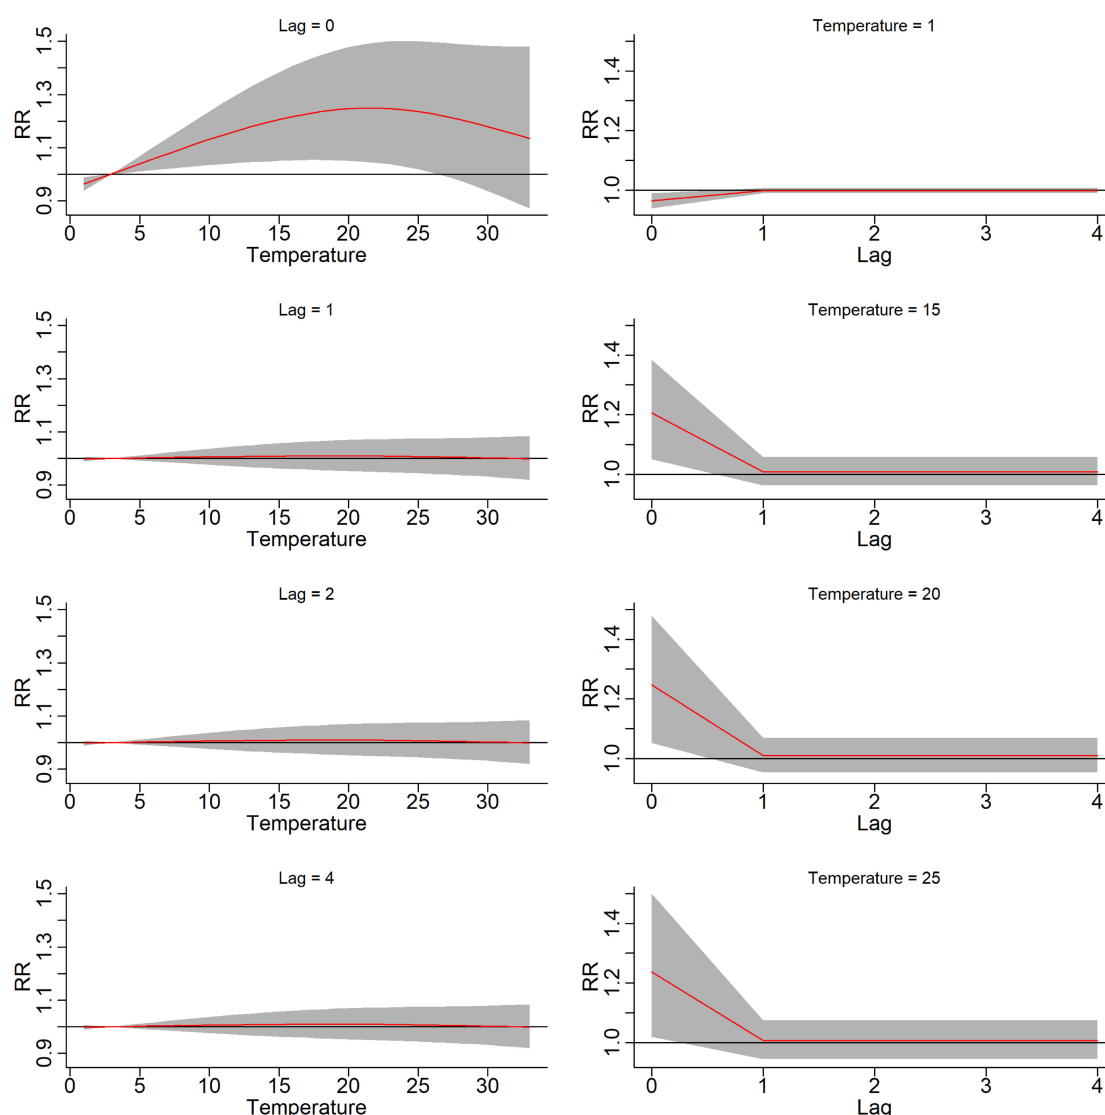 Lag = 0
RR
0.9 1.1 1.3 1.5
0 5 10 15 20 25 30
Temperature
Temperature = 1
RR
1.0 1.2 1.4
0 1 2 3 4
Lag
Lag = 1
RR
0.9 1.1 1.3 1.5
0 5 10 15 20 25 30
Temperature
Temperature = 15
RR
1.0 1.2 1.4
0 1 2 3 4
Lag
Lag = 2
RR
0.9 1.1 1.3 1.5
0 5 10 15 20 25 30
Temperature
Temperature = 20
RR
1.0 1.2 1.4
0 1 2 3 4
Lag
Lag = 4
RR
0.9 1.1 1.3 1.5
0 5 10 15 20 25 30
Temperature
Temperature = 25
RR
1.0 1.2 1.4
0 1 2 3 4
Lag